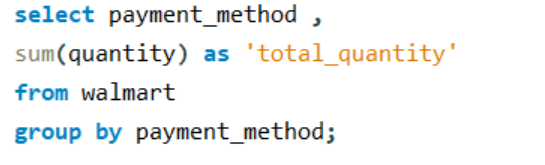 select payment_method ,
sum(quantity) as 'total_quantity'
from walmart
group by payment_method;